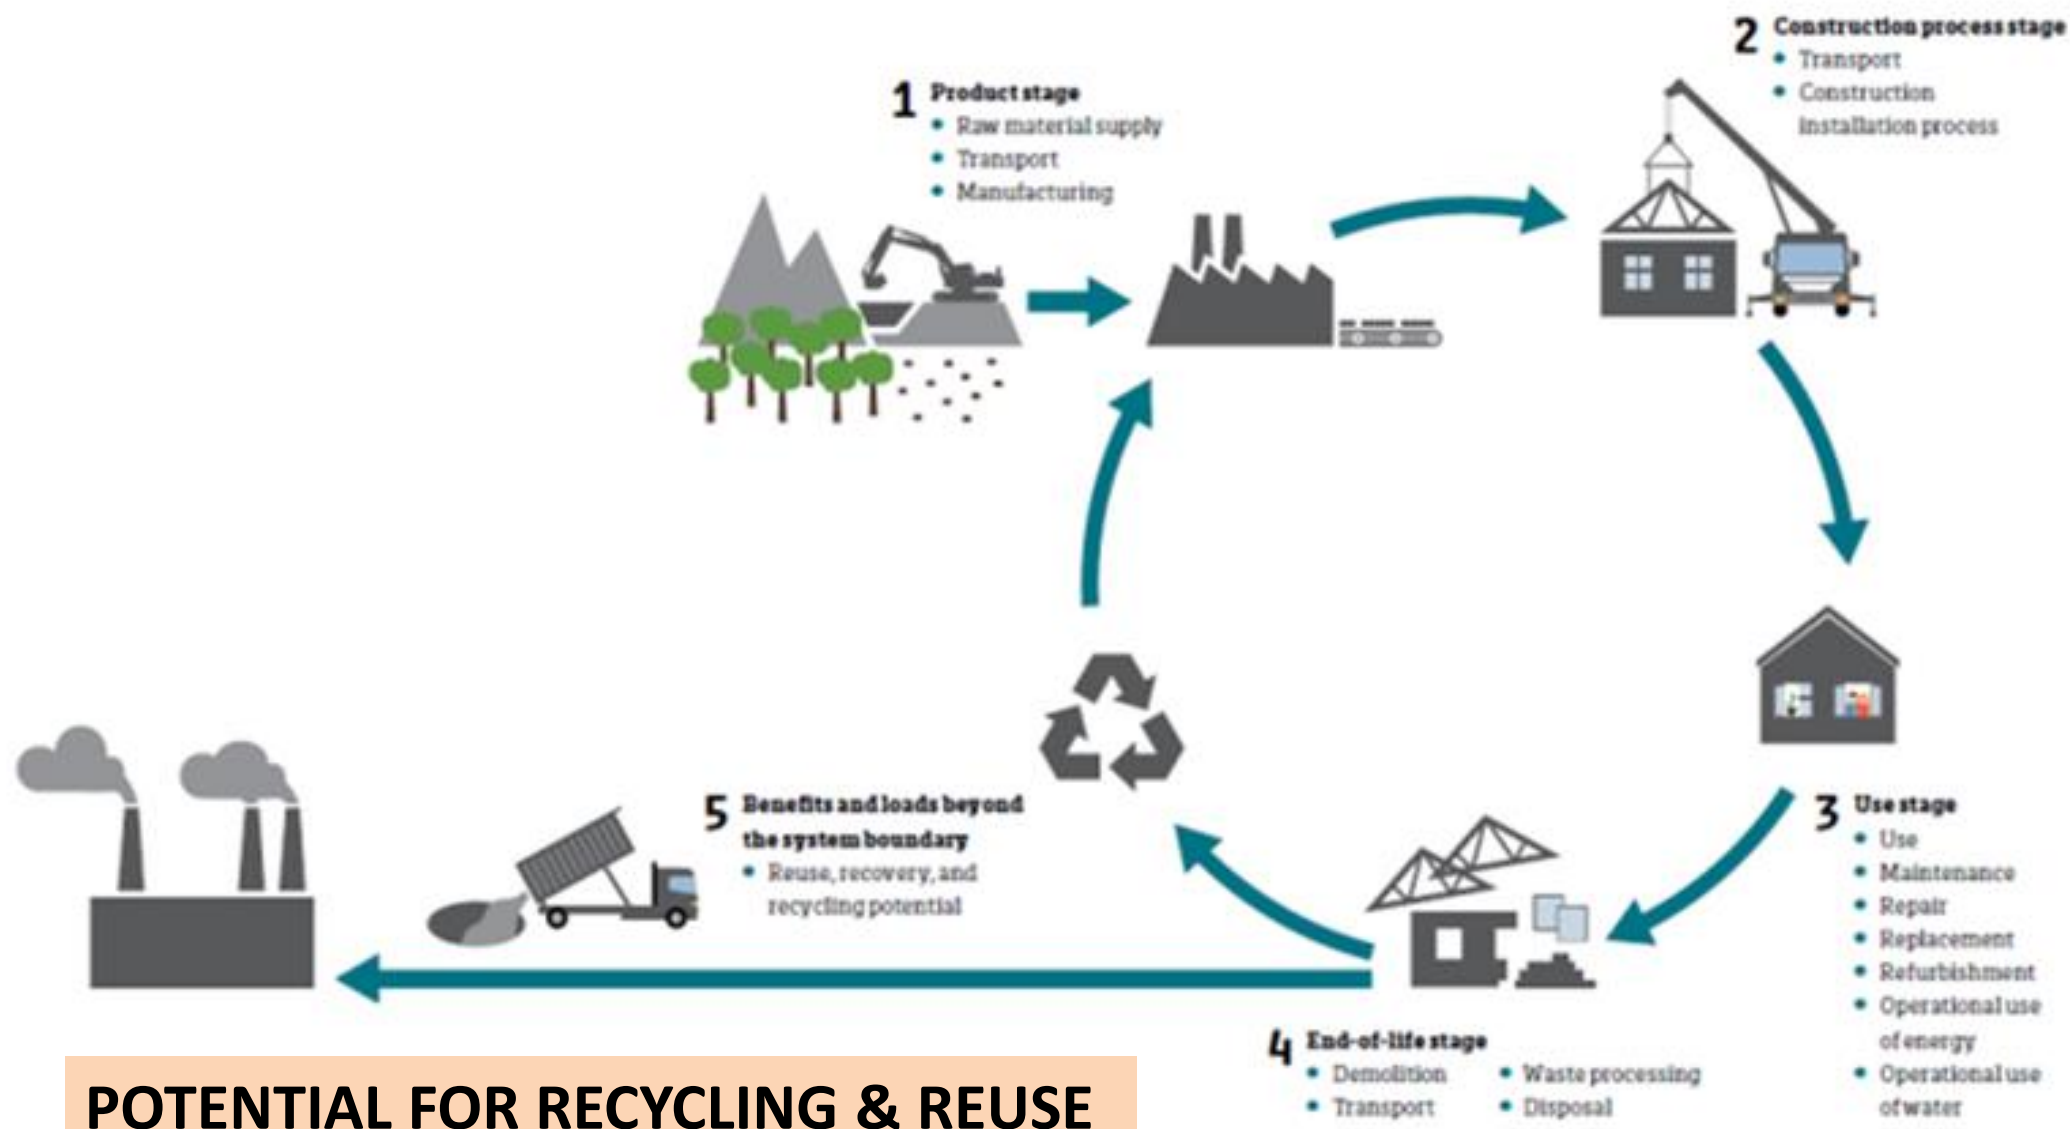 1 Product stage
• Raw material supply
• Transport
• Manufacturing
2 Construction process stage
• Transport
• Construction
installation process
3 Use stage
• Use
• Maintenance
• Repair
• Replacement
• Refurbishment
• Operational use
of energy
• Operational use
of water
4 End-of-life stage
• Demolition
• Transport
• Waste processing
• Disposal
5 Benefits and loads beyond
the system boundary
• Reuse, recovery, and
recycling potential
POTENTIAL FOR RECYCLING & REUSE